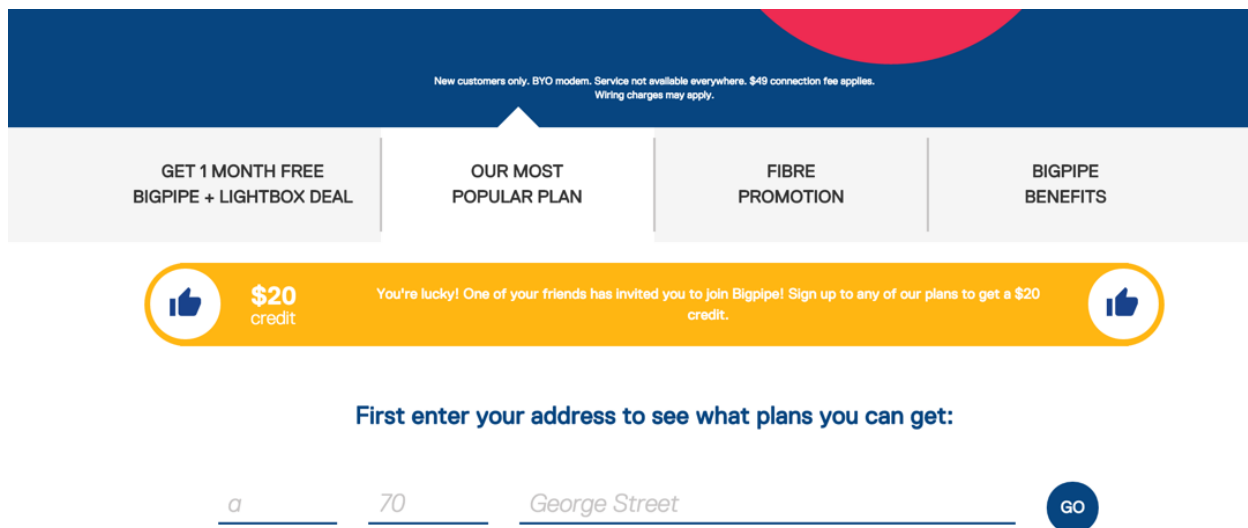 New customers only. BYO modem. Service not available everywhere. $49 connection fee applies.
Wiring charges may apply.
GET 1 MONTH FREE
BIGPIPE + LIGHTBOX DEAL
OUR MOST
POPULAR PLAN
FIBRE
PROMOTION
BIGPIPE
BENEFITS
$20
credit
You're lucky! One of your friends has invited you to join Bigpipe! Sign up to any of our plans to get a $20
credit.
First enter your address to see what plans you can get:
a
70
George Street
GO